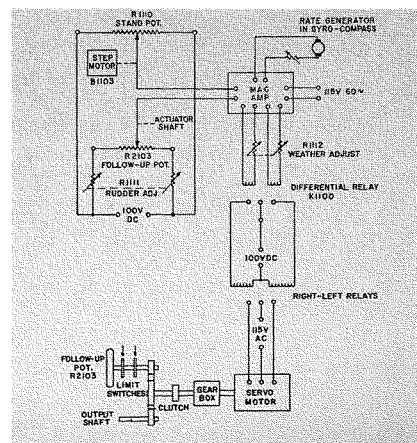 R1110
STAND POT.
STEP
MOTOR
B1103
ACTUATOR
SHAFT
R2103
FOLLOW-UP POT.
R1111
RUDDER ADJ.
100V
DC
RATE GENERATOR
IN GYRO-COMPASS
MAG
AMP
115V 60~
R1112
WEATHER ADJUST
DIFFERENTIAL RELAY
K1100
100VDC
RIGHT-LEFT RELAYS
115V
AC
FOLLOW-UP
POT.
R2103
LIMIT
SWITCHES
CLUTCH
OUTPUT
SHAFT
GEAR
BOX
SERVO
MOTOR